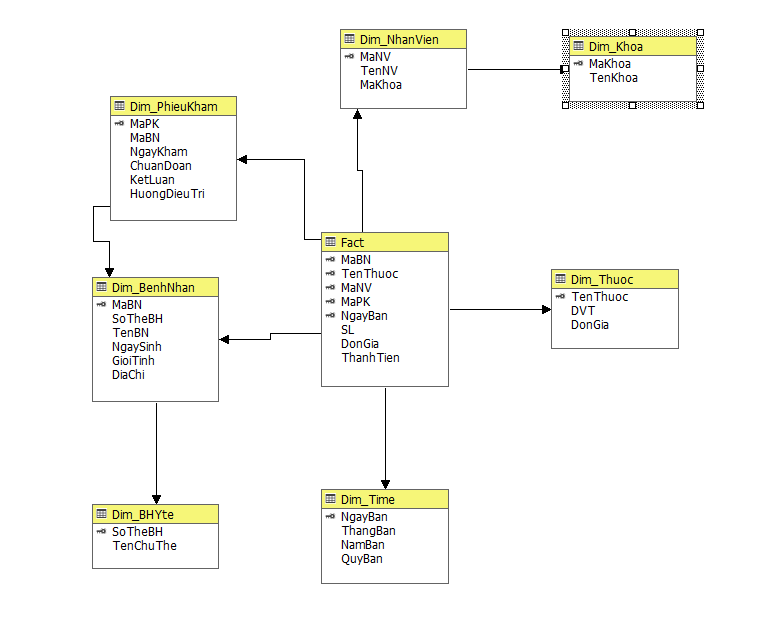 Dim_NhanVien
MaNV
TenNV
MaKhoa
Dim_Khoa
MaKhoa
TenKhoa
Dim_PhieuKham
MaPK
MaBN
NgayKham
ChuanDoan
KetLuan
HuongDieuTri
Fact
MaBN
TenThuoc
MaNV
MaPK
NgayBan
SL
DonGia
ThanhTien
Dim_Thuoc
TenThuoc
DVT
DonGia
Dim_BenhNhan
MaBN
SoTheBH
TenBN
NgaySinh
GioiTinh
DiaChi
Dim_BHYte
SoTheBH
TenChuThe
Dim_Time
NgayBan
ThangBan
NamBan
QuyBan